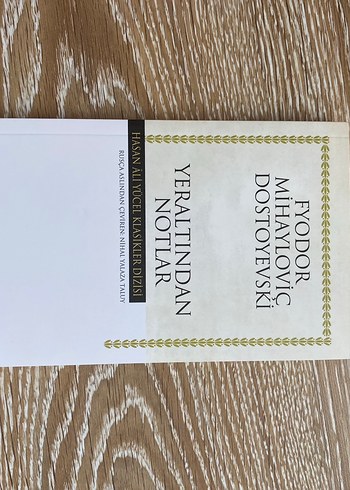 FYODOR
MİHAYLOVİÇ
DOSTOYEVSKİ
YERALTINDAN
NOTLAR
HASAN ÂLİ YÜCEL KLASİKLER DİZİSİ
RUSÇA ASLINDAN ÇEVİREN: NİHAL YALAZA TALUY